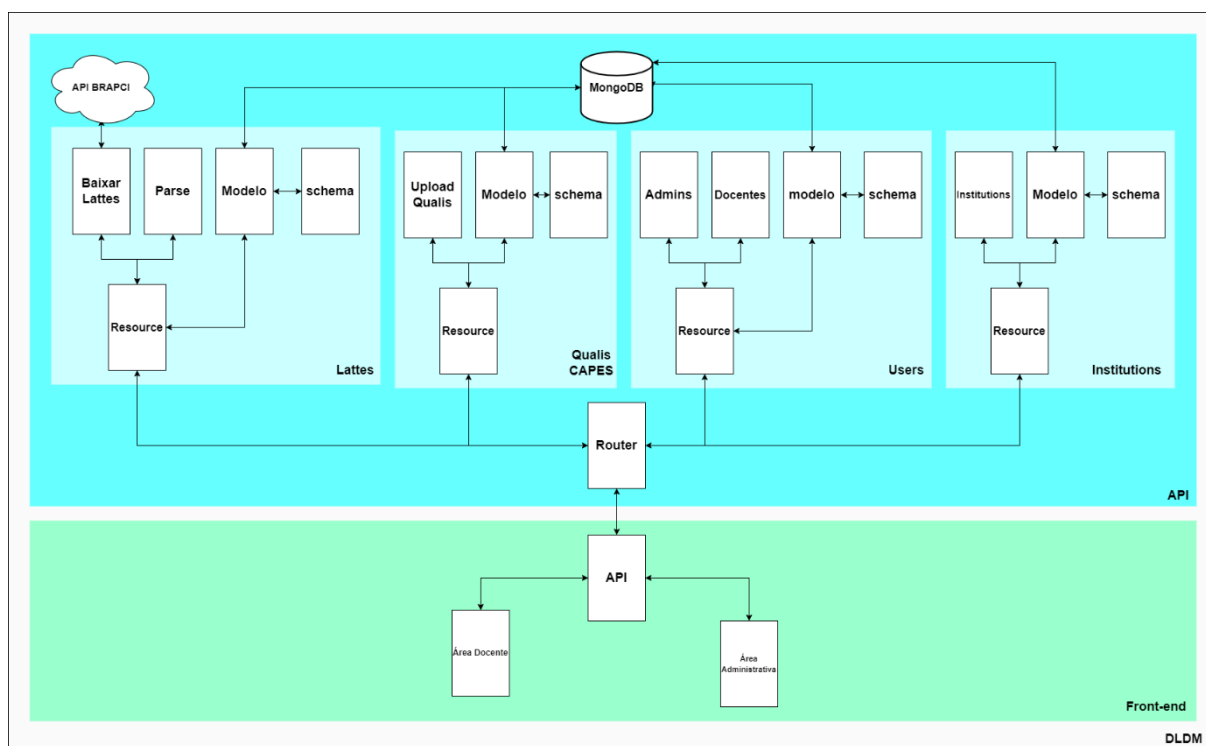 API BRAPCI
MongoDB
Baixar
Lattes
Parse
Modelo
schema
Resource
Lattes
Upload
Qualis
Modelo
schema
Resource
Qualis
CAPES
Admins
Docentes
modelo
schema
Resource
Users
Institutions
Modelo
schema
Resource
Institutions
Router
API
API
Área Docente
Área
Administrativa
Front-end
DLDM